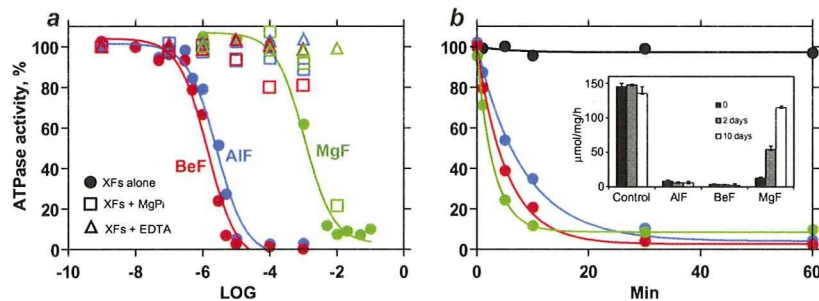 a
ATPase activity, %
100
80
60
40
20
0
BeF
AlF
MgF
XFs alone
XFs + MgPi
XFs + EDTA
-10
-8
-6
-4
-2
0
LOG
b
100
80
60
40
20
0
0
20
40
60
Min
μmol/mg/h
150
100
50
0
0
2 days
10 days
Control
AlF
BeF
MgF